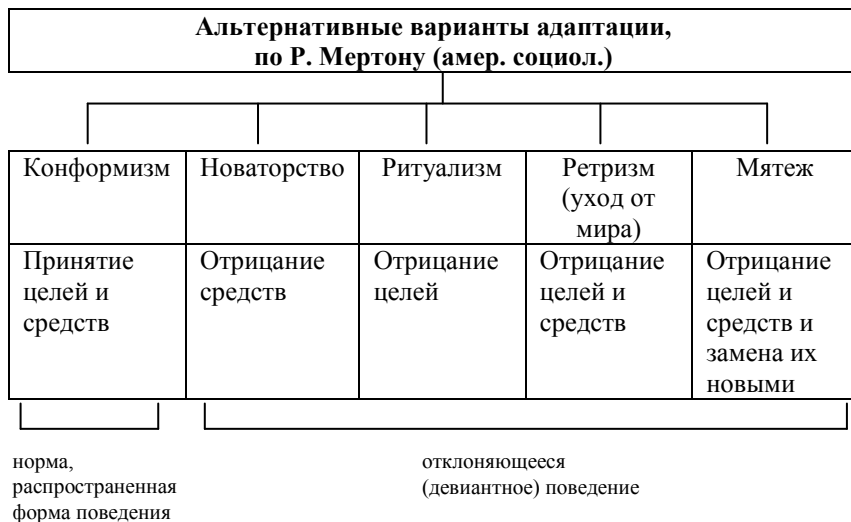 Альтернативные варианты адаптации,
по Р. Мертону (амер. социол.)
Конформизм
Новаторство
Ритуализм
Ретризм
(уход от
мира)
Мятеж
Принятие
целей и
средств
Отрицание
средств
Отрицание
целей
Отрицание
целей и
средств
Отрицание
целей и
средств и
замена их
новыми
норма,
распространенная
форма поведения
отклоняющееся
(девиантное) поведение